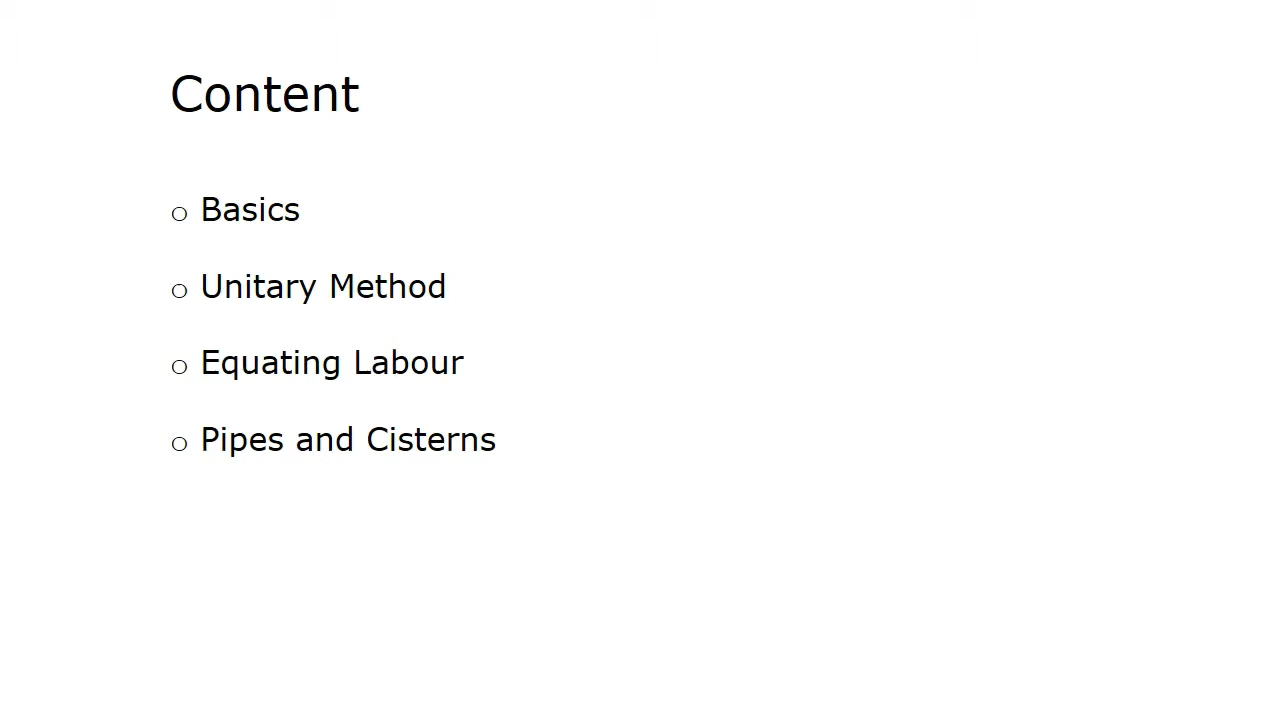 Content
o Basics
o Unitary Method
o Equating Labour
o Pipes and Cisterns